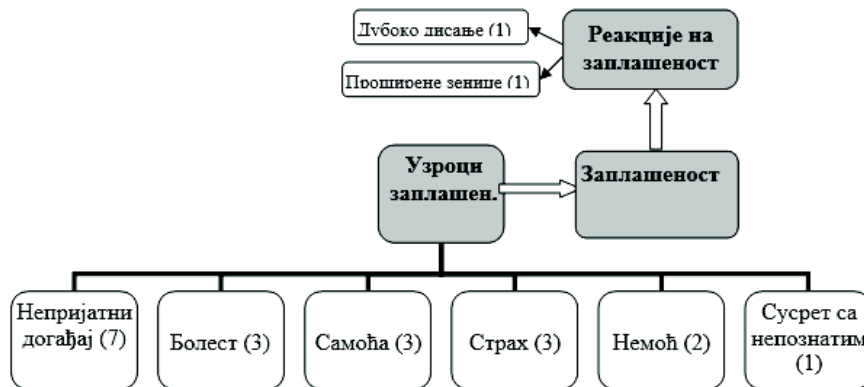 Дубоко дисање (1)
Проширене зенице (1)
Реакције на
заплашеност
Узроци
заплашен.
Заплашеност
Непријатни
догађај (7)
Болест (3)
Самоћа (3)
Страх (3)
Немоћ (2)
Сусрет са
непознатим
(1)